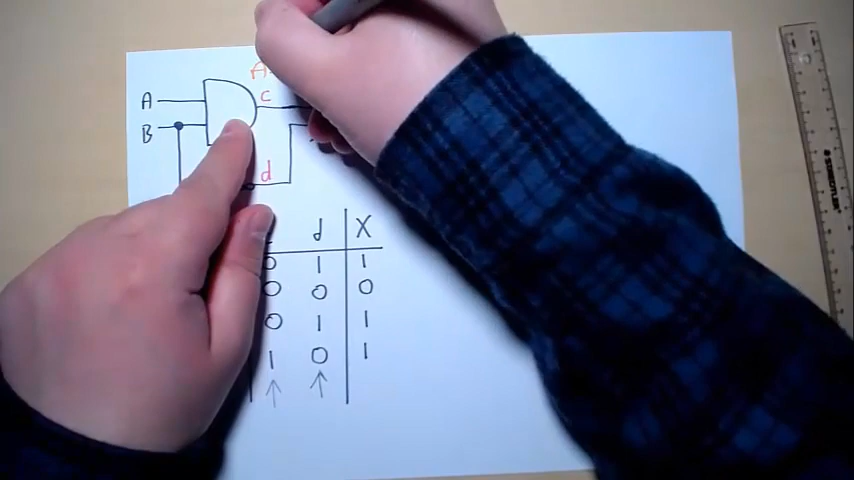 A
A C
B
d
d X
0 1 1
0 0 0
0 1 1
1 0 1
STAEDTLER